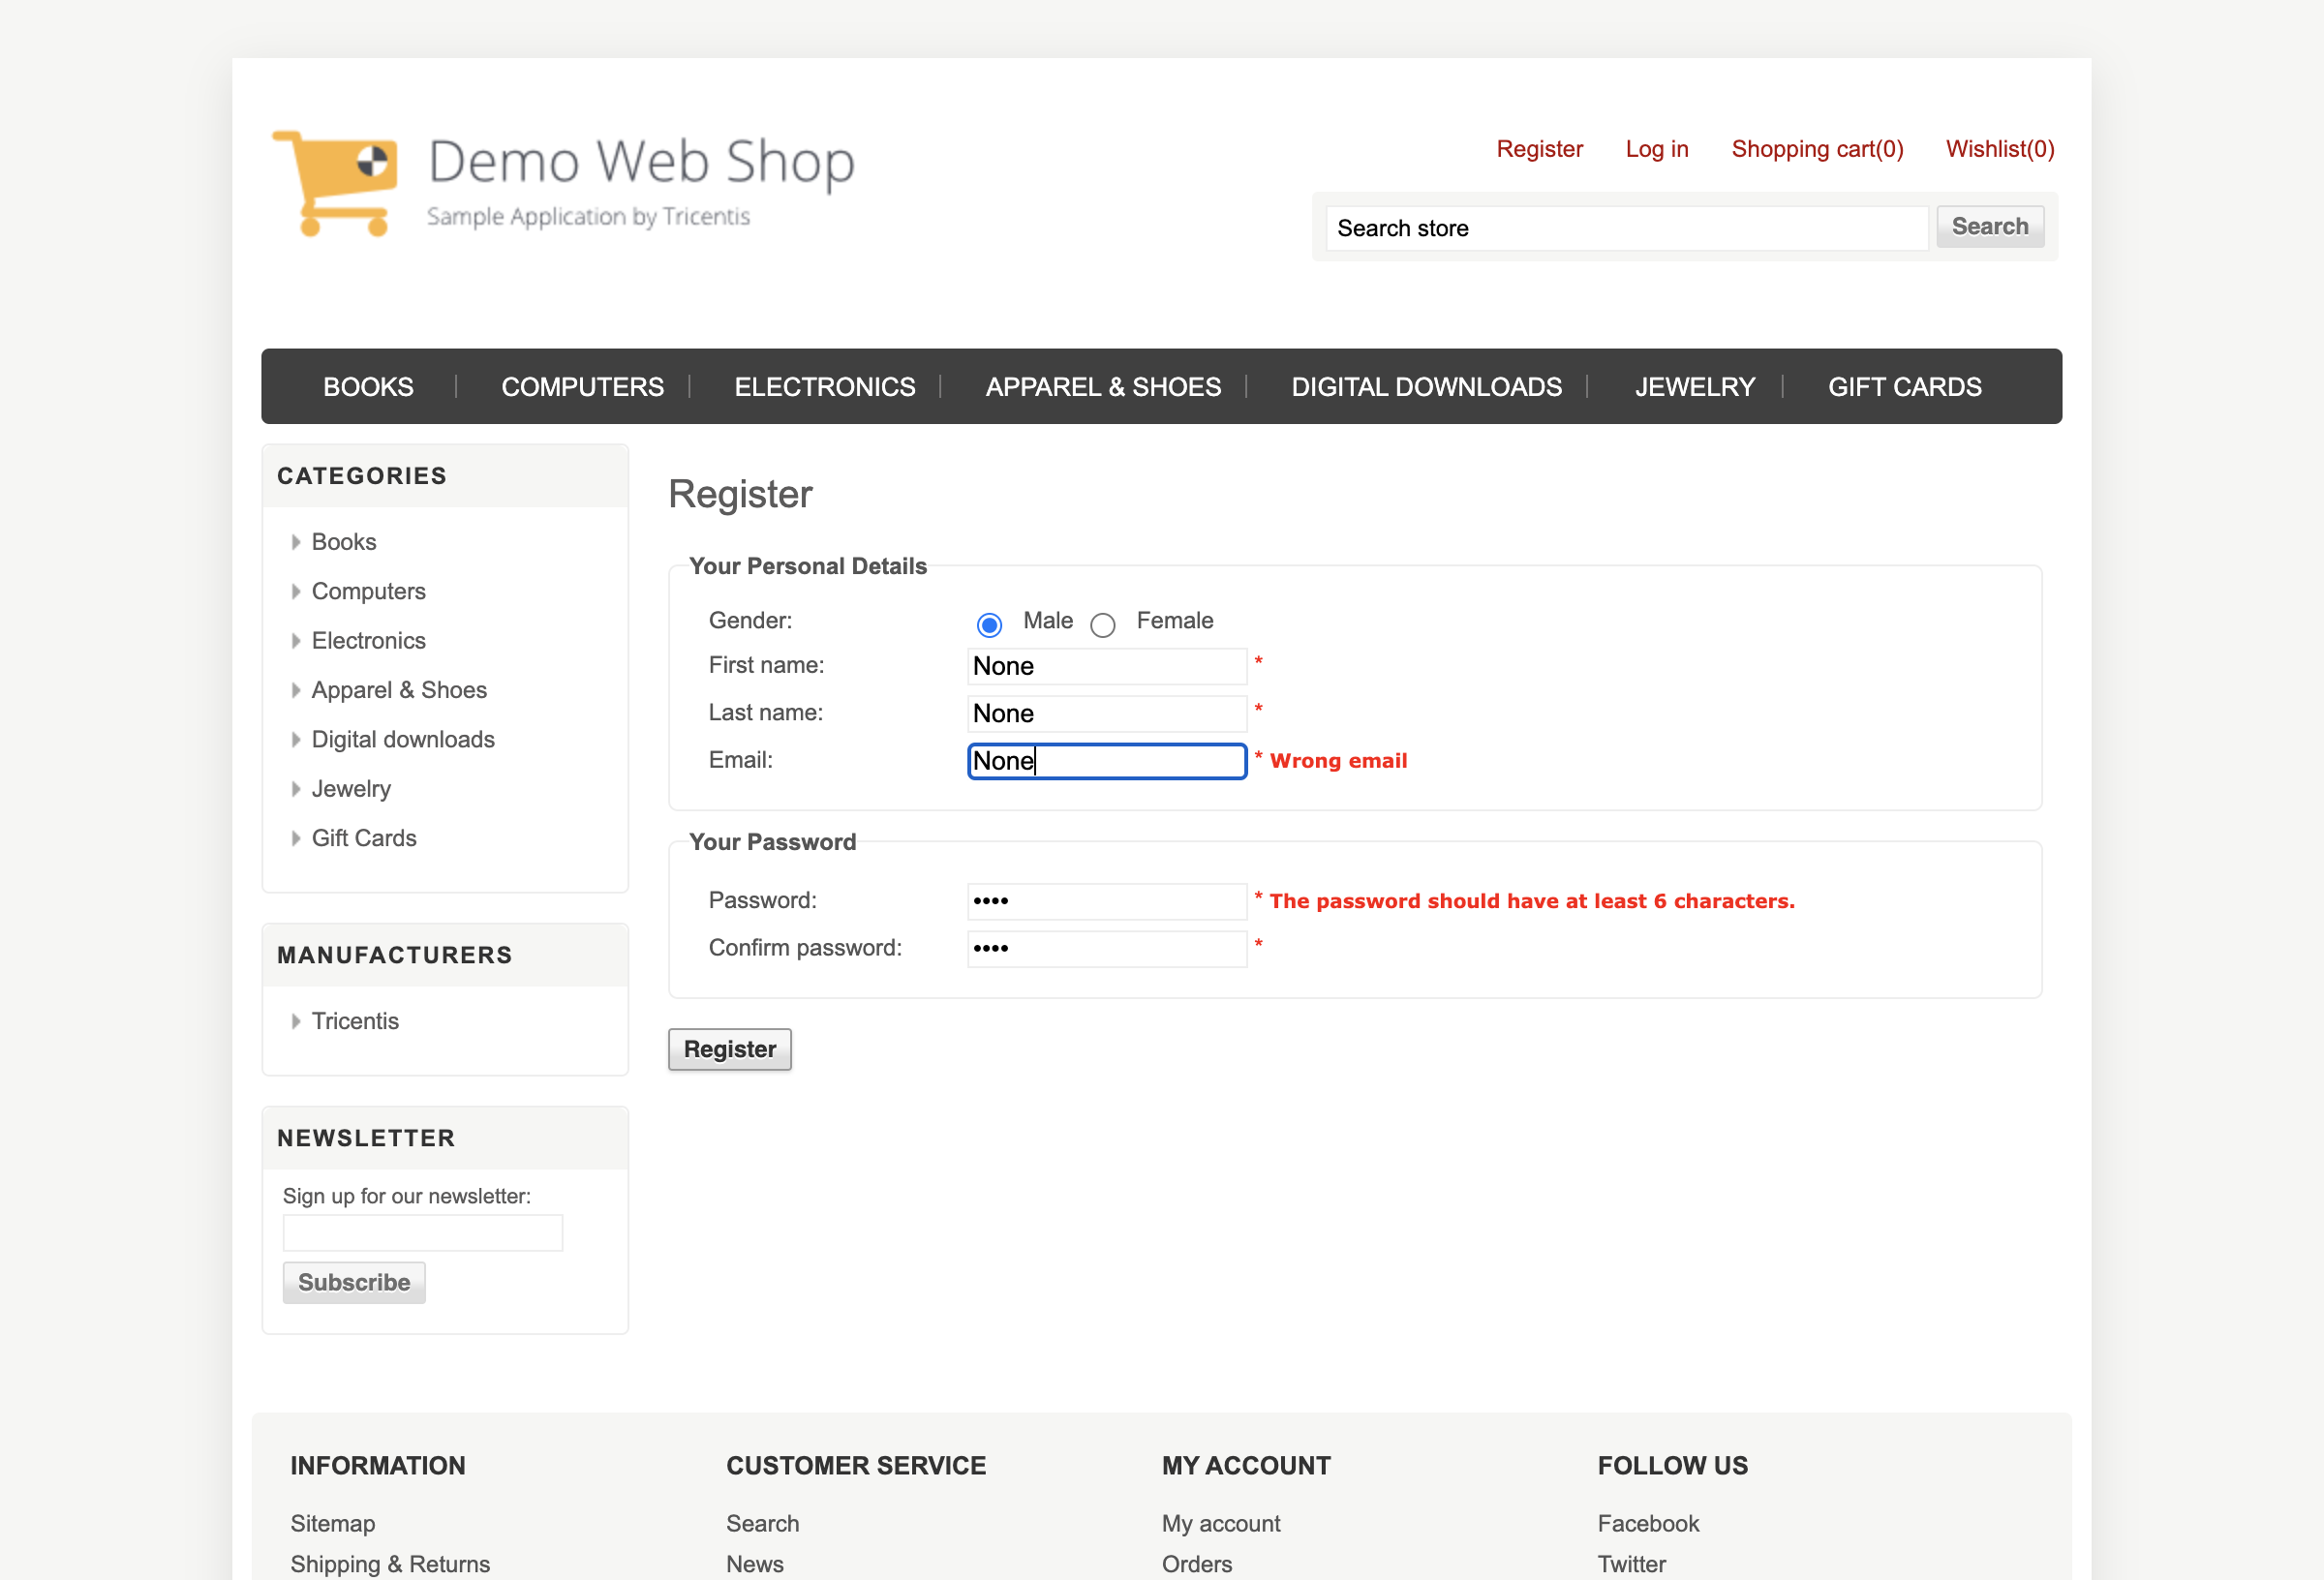 Demo Web Shop
Sample Application by Tricentis
Register Log in Shopping cart(0) Wishlist(0)
Search store Search
BOOKS COMPUTERS ELECTRONICS APPAREL & SHOES DIGITAL DOWNLOADS JEWELRY GIFT CARDS
CATEGORIES
Books
Computers
Electronics
Apparel & Shoes
Digital downloads
Jewelry
Gift Cards
MANUFACTURERS
Tricentis
NEWSLETTER
Sign up for our newsletter:
Subscribe
Register
Your Personal Details
Gender: Male Female
First name: None *
Last name: None *
Email: None * Wrong email
Your Password
Password: •••• * The password should have at least 6 characters.
Confirm password: •••• *
Register
INFORMATION
Sitemap
Shipping & Returns
CUSTOMER SERVICE
Search
News
MY ACCOUNT
My account
Orders
FOLLOW US
Facebook
Twitter